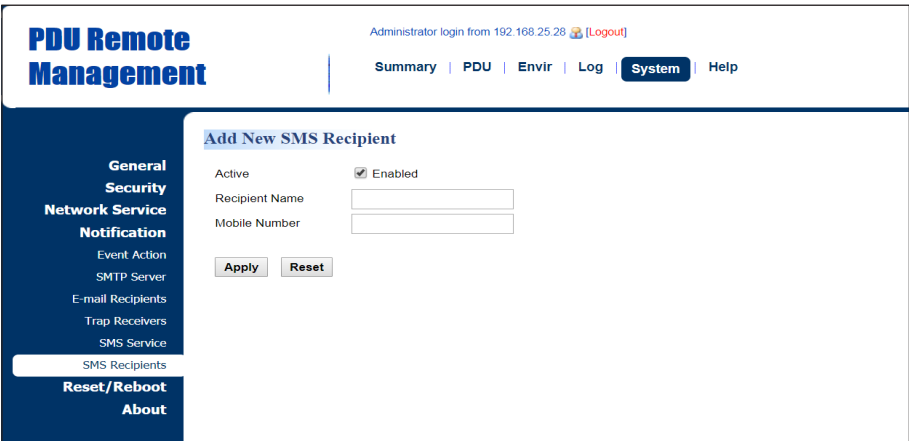 PDU Remote
Management
Administrator login from 192.168.25.28 [Logout]
Summary | PDU | Envir | Log | System | Help
General
Security
Network Service
Notification
Event Action
SMTP Server
E-mail Recipients
Trap Receivers
SMS Service
SMS Recipients
Reset/Reboot
About
Add New SMS Recipient
Active Enabled
Recipient Name
Mobile Number
Apply Reset